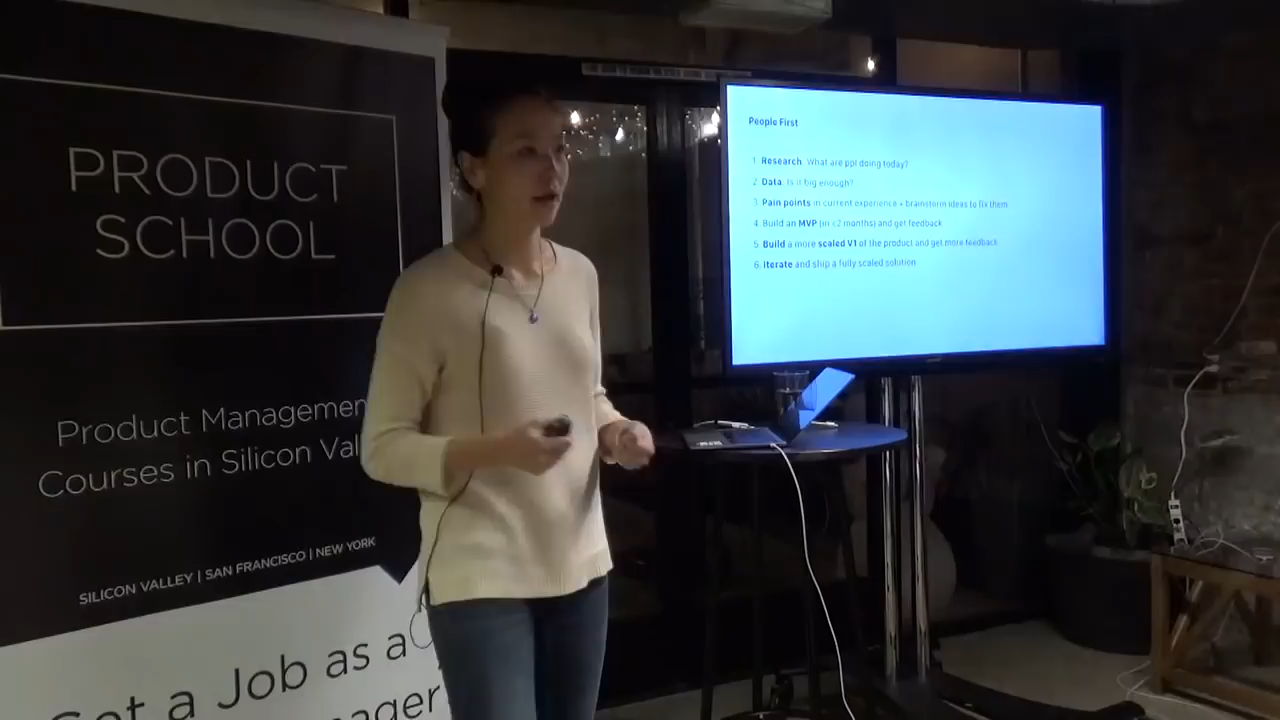 PRODUCT
SCHOOL
Product Managemen
Courses in Silicon Val
SILICON VALLEY | SAN FRANCISCO | NEW YORK
Get a Job as a
nager
People First
1. Research. What are ppl doing today?
2. Data. Is it big enough?
3. Pain points in current experience + brainstorm ideas to fix them
4. Build an MVP (in <2 months) and get feedback
5. Build a more scaled V1 of the product and get more feedback
6. Iterate and ship a fully scaled solution